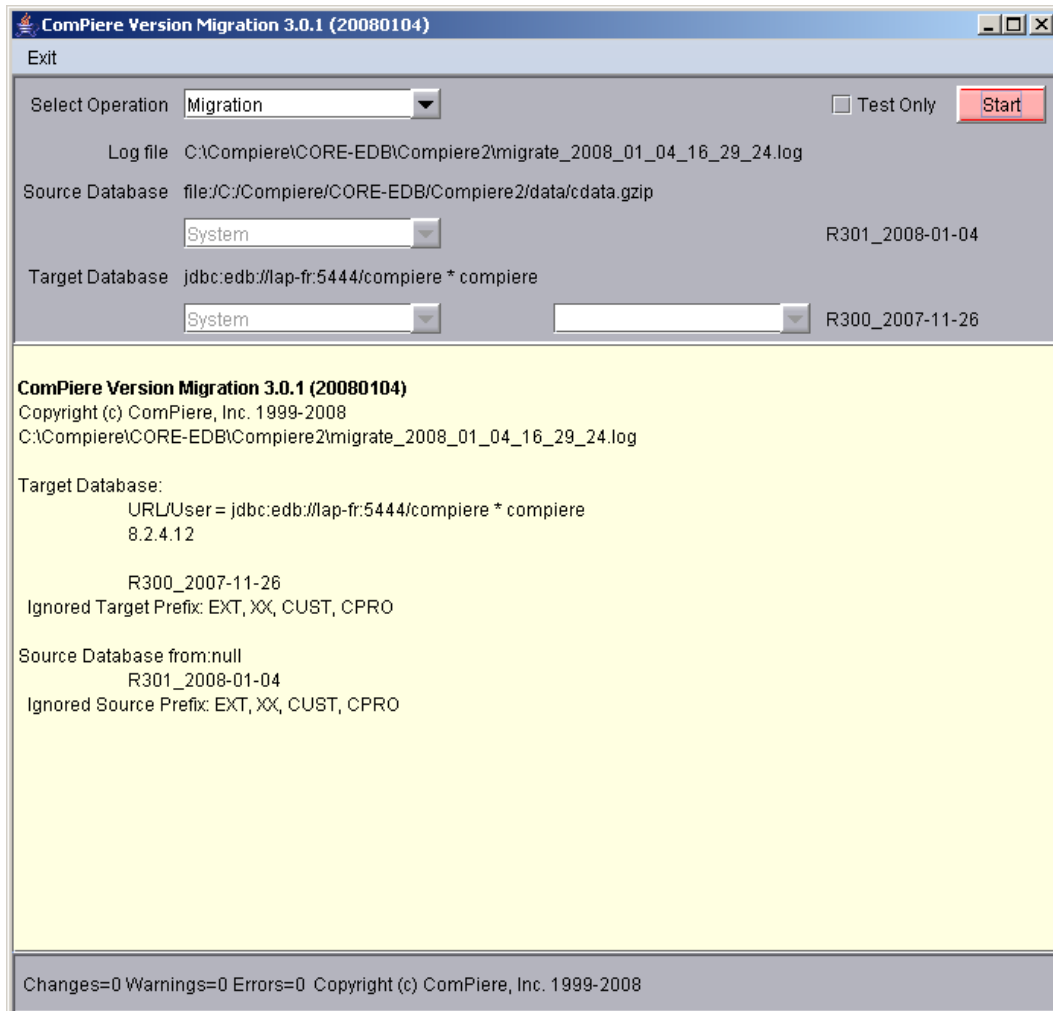 ComPiere Version Migration 3.0.1 (20080104)
Exit
Select Operation Migration Test Only Start
Log file C:\Compiere\CORE-EDB\Compiere2\migrate_2008_01_04_16_29_24.log
Source Database file:/C:/Compiere/CORE-EDB/Compiere2/data/cdata.gzip
System R301_2008-01-04
Target Database jdbc:edb://lap-fr:5444/compiere * compiere
System R300_2007-11-26
ComPiere Version Migration 3.0.1 (20080104)
Copyright (c) ComPiere, Inc. 1999-2008
C:\Compiere\CORE-EDB\Compiere2\migrate_2008_01_04_16_29_24.log
Target Database:
URL/User = jdbc:edb://lap-fr:5444/compiere * compiere
8.2.4.12
R300_2007-11-26
Ignored Target Prefix: EXT, XX, CUST, CPRO
Source Database from:null
R301_2008-01-04
Ignored Source Prefix: EXT, XX, CUST, CPRO
Changes=0 Warnings=0 Errors=0 Copyright (c) ComPiere, Inc. 1999-2008